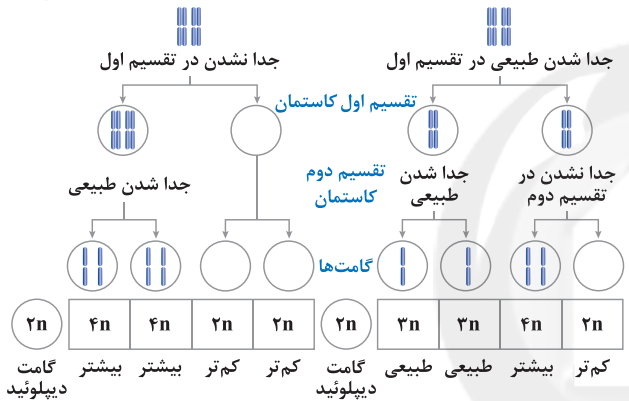 جدا شدن طبیعی در تقسیم اول
جدا نشدن در تقسیم اول
تقسیم اول کاستمان
جدا نشدن در
تقسیم دوم
جدا شدن
طبیعی
تقسیم دوم
کاستمان
جدا شدن طبیعی
گامت‌ها
۲n ۴n ۳n ۳n ۲n ۲n ۲n ۴n ۴n ۲n
کم‌تر بیشتر طبیعی طبیعی گامت دیپلوئید کم‌تر کم‌تر بیشتر بیشتر گامت دیپلوئید